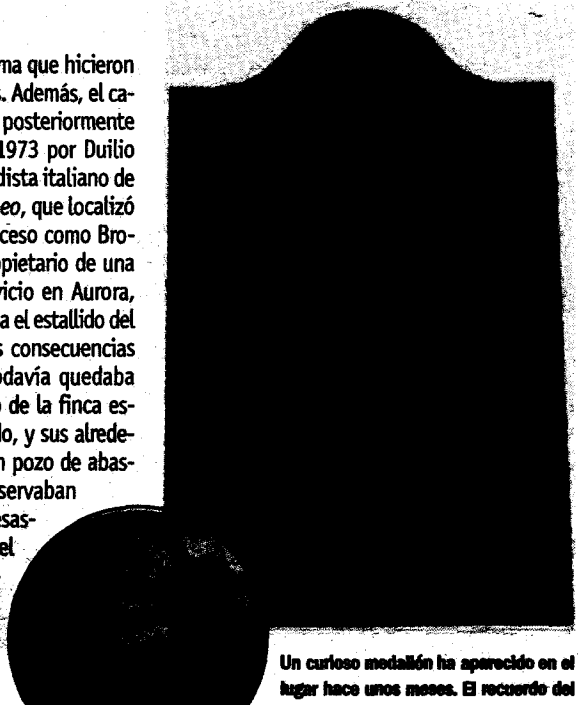 ma que hicieron
s. Además, el ca-
posteriormente
1973 por Duilio
dista italiano de
eo, que localizó
ceso como Bro-
opietario de una
vicio en Aurora,
a el estallido del
s consecuencias
odavía quedaba
o de la finca es-
do, y sus alrede-
n pozo de abas-
servaban
esas-
el
Un curioso medallón ha aparecido en el
lugar hace unos meses. El recuerdo del